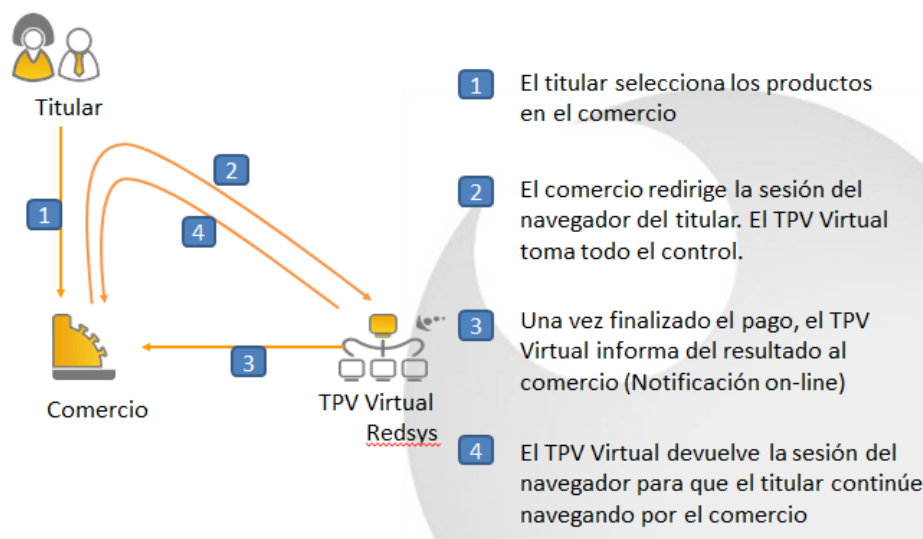 Titular
1
2
4
3
Comercio
TPV Virtual
Redsys
1
El titular selecciona los productos
en el comercio
2
El comercio redirige la sesión del
navegador del titular. El TPV Virtual
toma todo el control.
3
Una vez finalizado el pago, el TPV
Virtual informa del resultado al
comercio (Notificación on-line)
4
El TPV Virtual devuelve la sesión del
navegador para que el titular continúe
navegando por el comercio